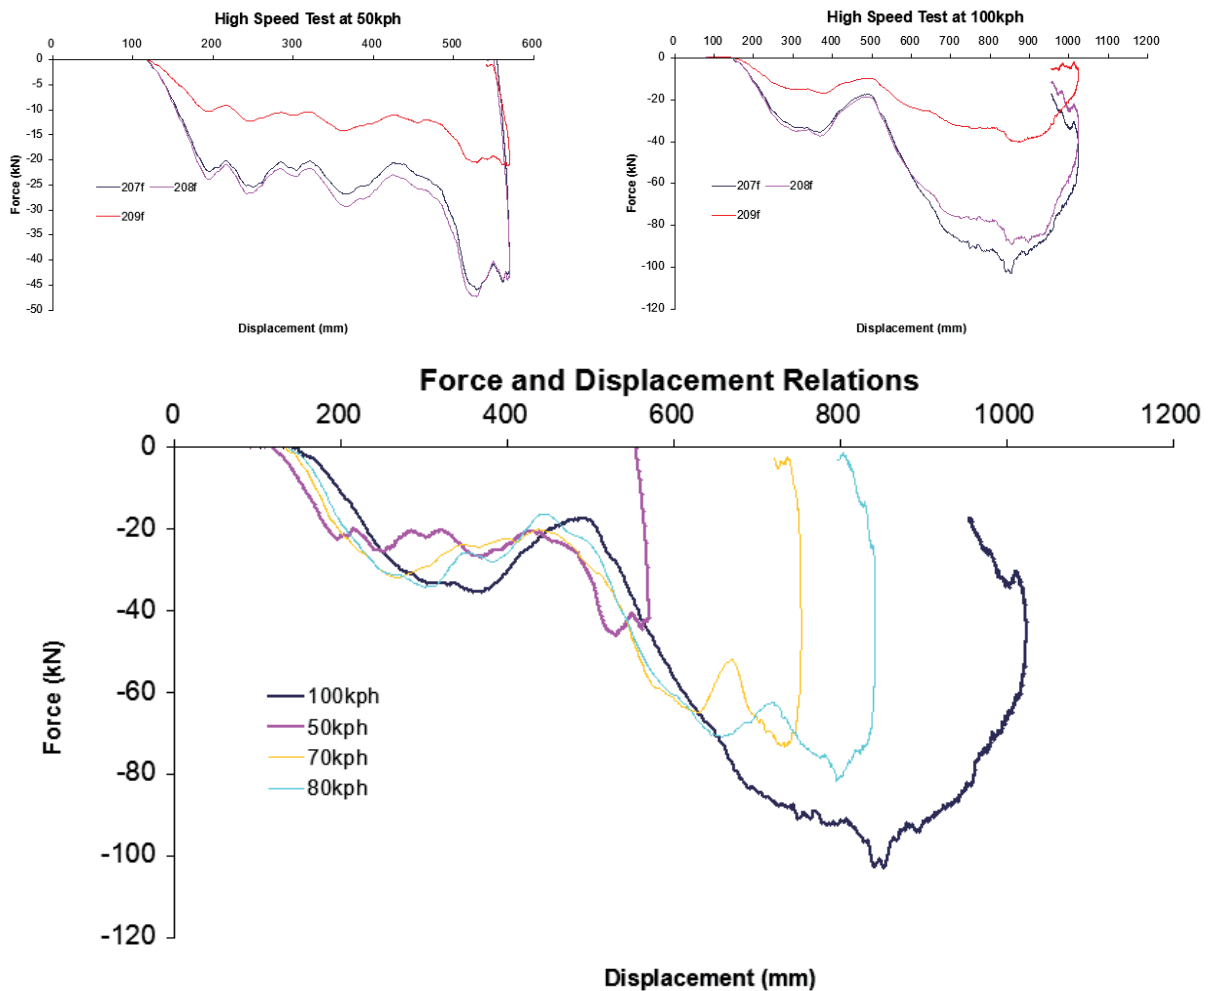 High Speed Test at 50kph
0 100 200 300 400 500 600
0
-5
-10
-15
-20
-25
-30
-35
-40
-45
-50
Force (kN)
207f 208f
209f
Displacement (mm)
High Speed Test at 100kph
0 100 200 300 400 500 600 700 800 900 1000 1100 1200
0
-20
-40
-60
-80
-100
-120
Force (kN)
207f 208f
209f
Displacement (mm)
Force and Displacement Relations
0 200 400 600 800 1000 1200
0
-20
-40
-60
-80
-100
-120
Force (kN)
100kph
50kph
70kph
80kph
Displacement (mm)